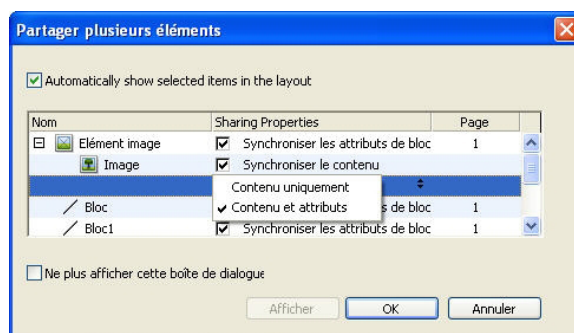 Partager plusieurs éléments
Automatically show selected items in the layout
Nom Sharing Properties Page
Elément image Synchroniser les attributs de bloc 1
Image Synchroniser le contenu
Contenu uniquement
Bloc Contenu et attributs de bloc 1
Bloc1 Synchroniser les attributs de bloc 1
Ne plus afficher cette boîte de dialogue
Afficher OK Annuler